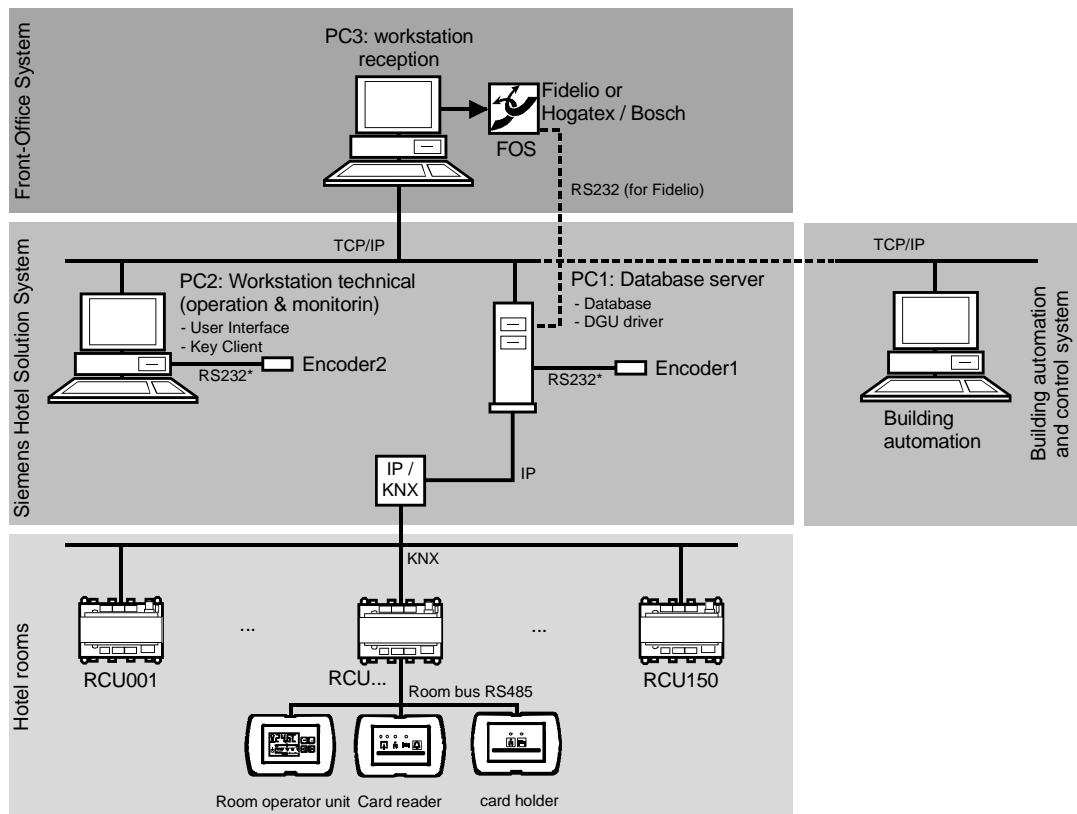 Front-Office System
PC3: workstation
reception
Fidelio or
Hogatex / Bosch
FOS
RS232 (for Fidelio)
Siemens Hotel Solution System
TCP/IP
PC2: Workstation technical
(operation & monitorin)
- User Interface
- Key Client
RS232*
Encoder2
PC1: Database server
- Database
- DGU driver
RS232*
Encoder1
IP /
KNX
IP
TCP/IP
Building
automation
Building automation
and control system
Hotel rooms
KNX
RCU001
...
RCU...
...
RCU150
Room bus RS485
Room operator unit
Card reader
card holder